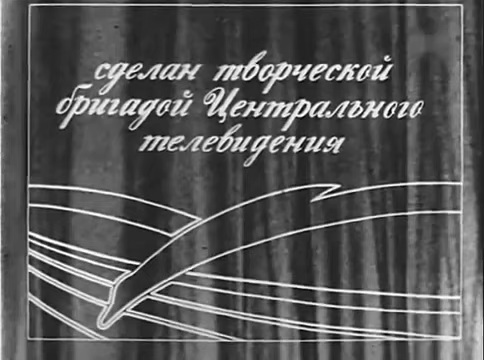 сделан творческой
бригадой Центрального
телевидения